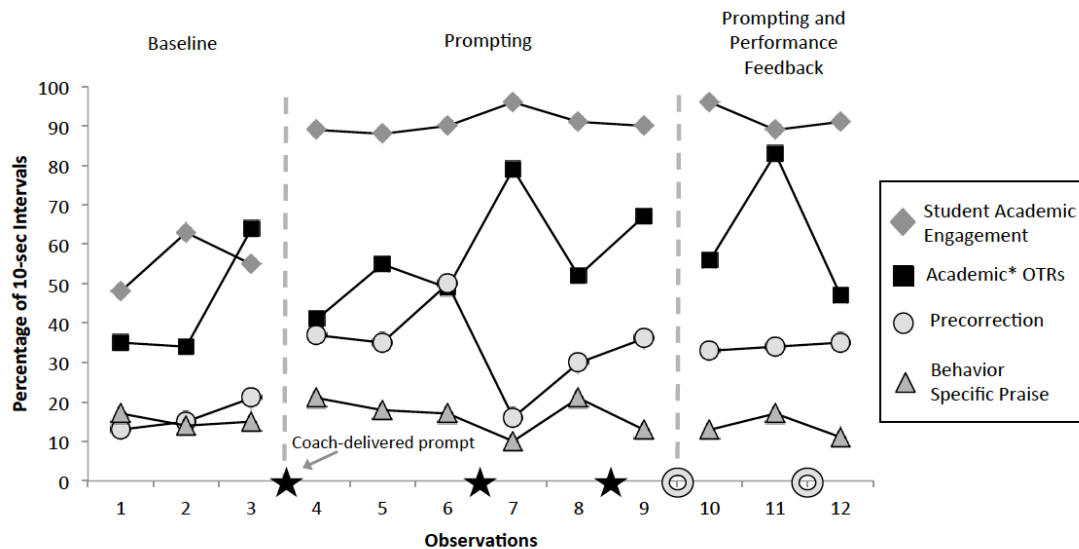 Baseline
Prompting
Prompting and
Performance
Feedback
100
90
80
70
60
50
40
30
20
10
0
Percentage of 10-sec Intervals
Coach-delivered prompt
1 2 3 4 5 6 7 8 9 10 11 12
Observations
Student Academic
Engagement
Academic* OTRs
Precorrection
Behavior
Specific Praise